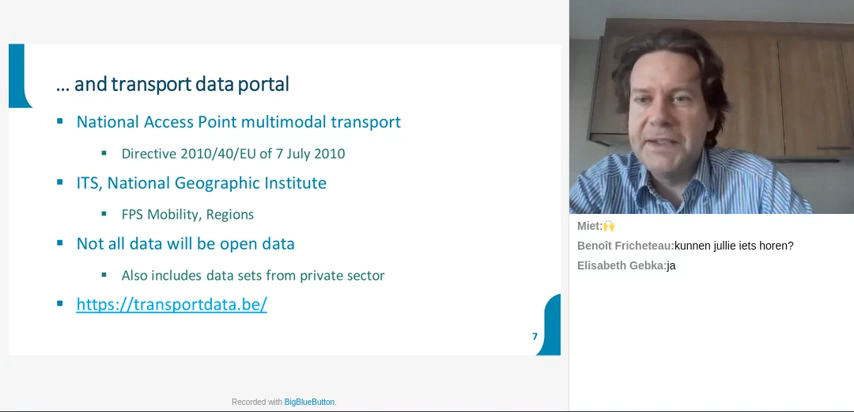 ... and transport data portal
▪ National Access Point multimodal transport
▪ Directive 2010/40/EU of 7 July 2010
▪ ITS, National Geographic Institute
▪ FPS Mobility, Regions
▪ Not all data will be open data
▪ Also includes data sets from private sector
▪ https://transportdata.be/
7
Recorded with BigBlueButton.
Miet:🙌
Benoît Fricheteau:kunnen jullie iets horen?
Elisabeth Gebka:ja